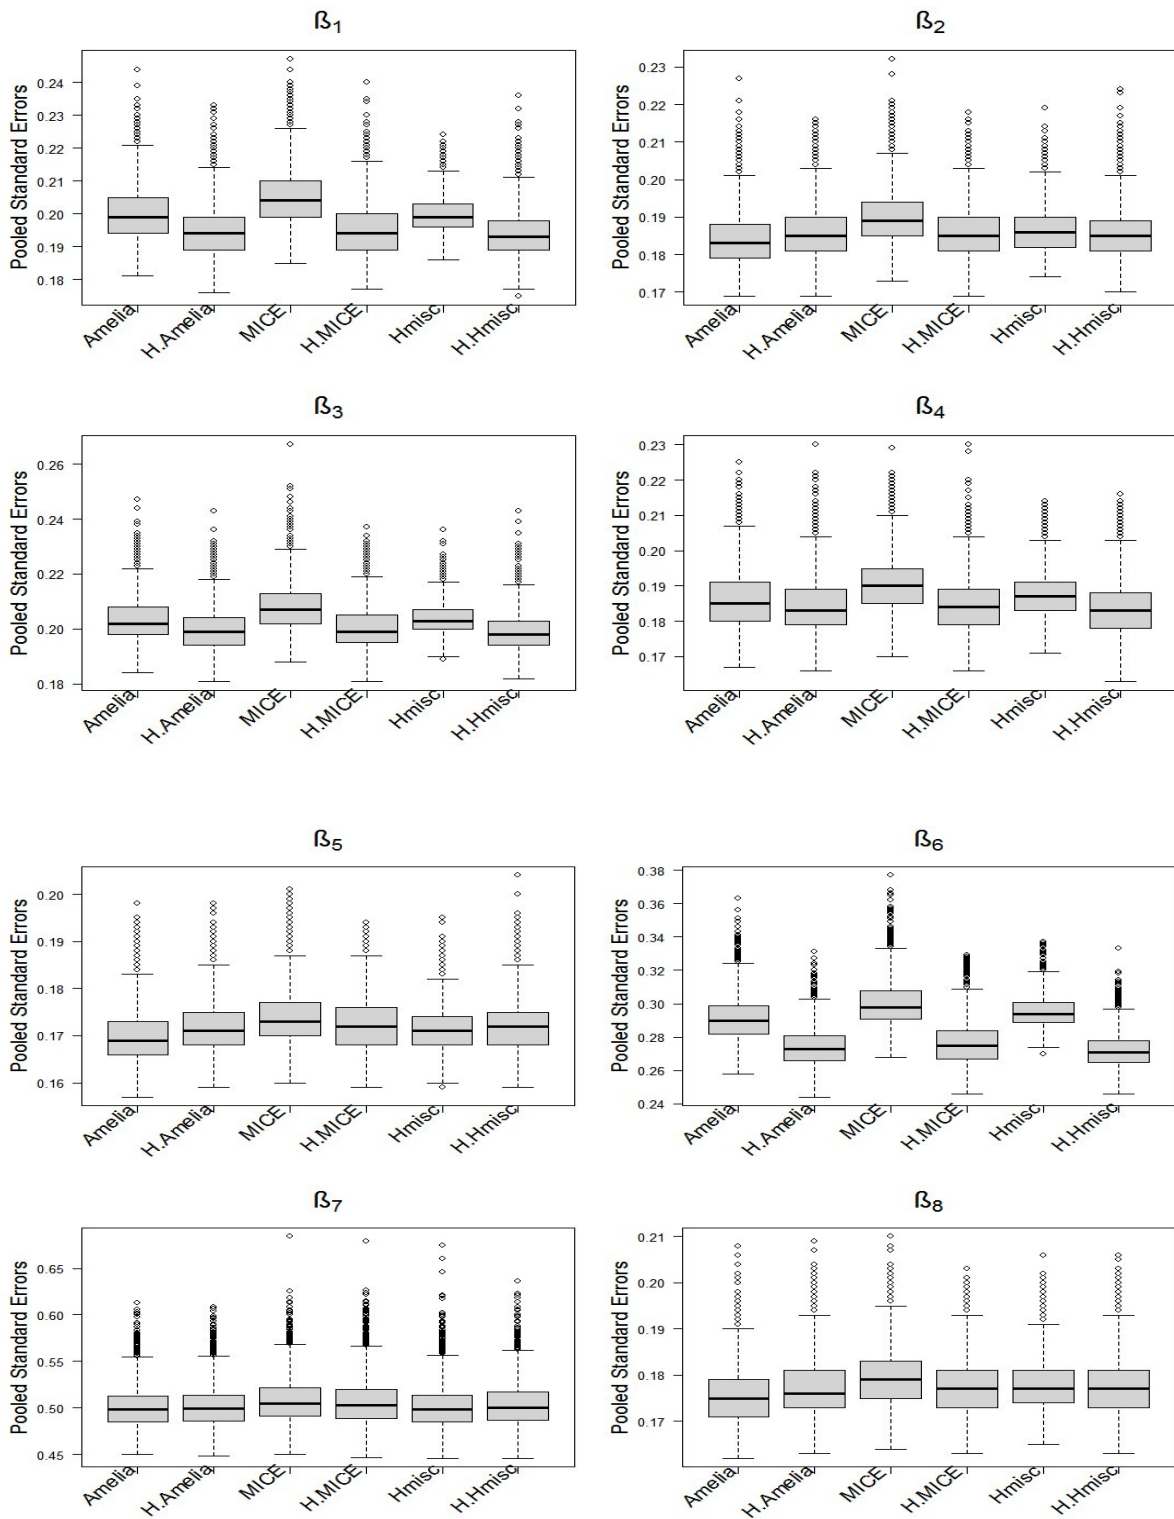 ß1 ß2
Pooled Standard Errors
0.24
0.23
0.22
0.21
0.20
0.19
0.18
Amelia H.Amelia MICE H.MICE Hmisc H.Hmisc
Pooled Standard Errors
0.23
0.22
0.21
0.20
0.19
0.18
0.17
Amelia H.Amelia MICE H.MICE Hmisc H.Hmisc
ß3 ß4
Pooled Standard Errors
0.26
0.24
0.22
0.20
0.18
Amelia H.Amelia MICE H.MICE Hmisc H.Hmisc
Pooled Standard Errors
0.23
0.22
0.21
0.20
0.19
0.18
0.17
Amelia H.Amelia MICE H.MICE Hmisc H.Hmisc
ß5 ß6
Pooled Standard Errors
0.20
0.19
0.18
0.17
0.16
Amelia H.Amelia MICE H.MICE Hmisc H.Hmisc
Pooled Standard Errors
0.38
0.36
0.34
0.32
0.30
0.28
0.26
0.24
Amelia H.Amelia MICE H.MICE Hmisc H.Hmisc
ß7 ß8
Pooled Standard Errors
0.65
0.60
0.55
0.50
0.45
Amelia H.Amelia MICE H.MICE Hmisc H.Hmisc
Pooled Standard Errors
0.21
0.20
0.19
0.18
0.17
Amelia H.Amelia MICE H.MICE Hmisc H.Hmisc